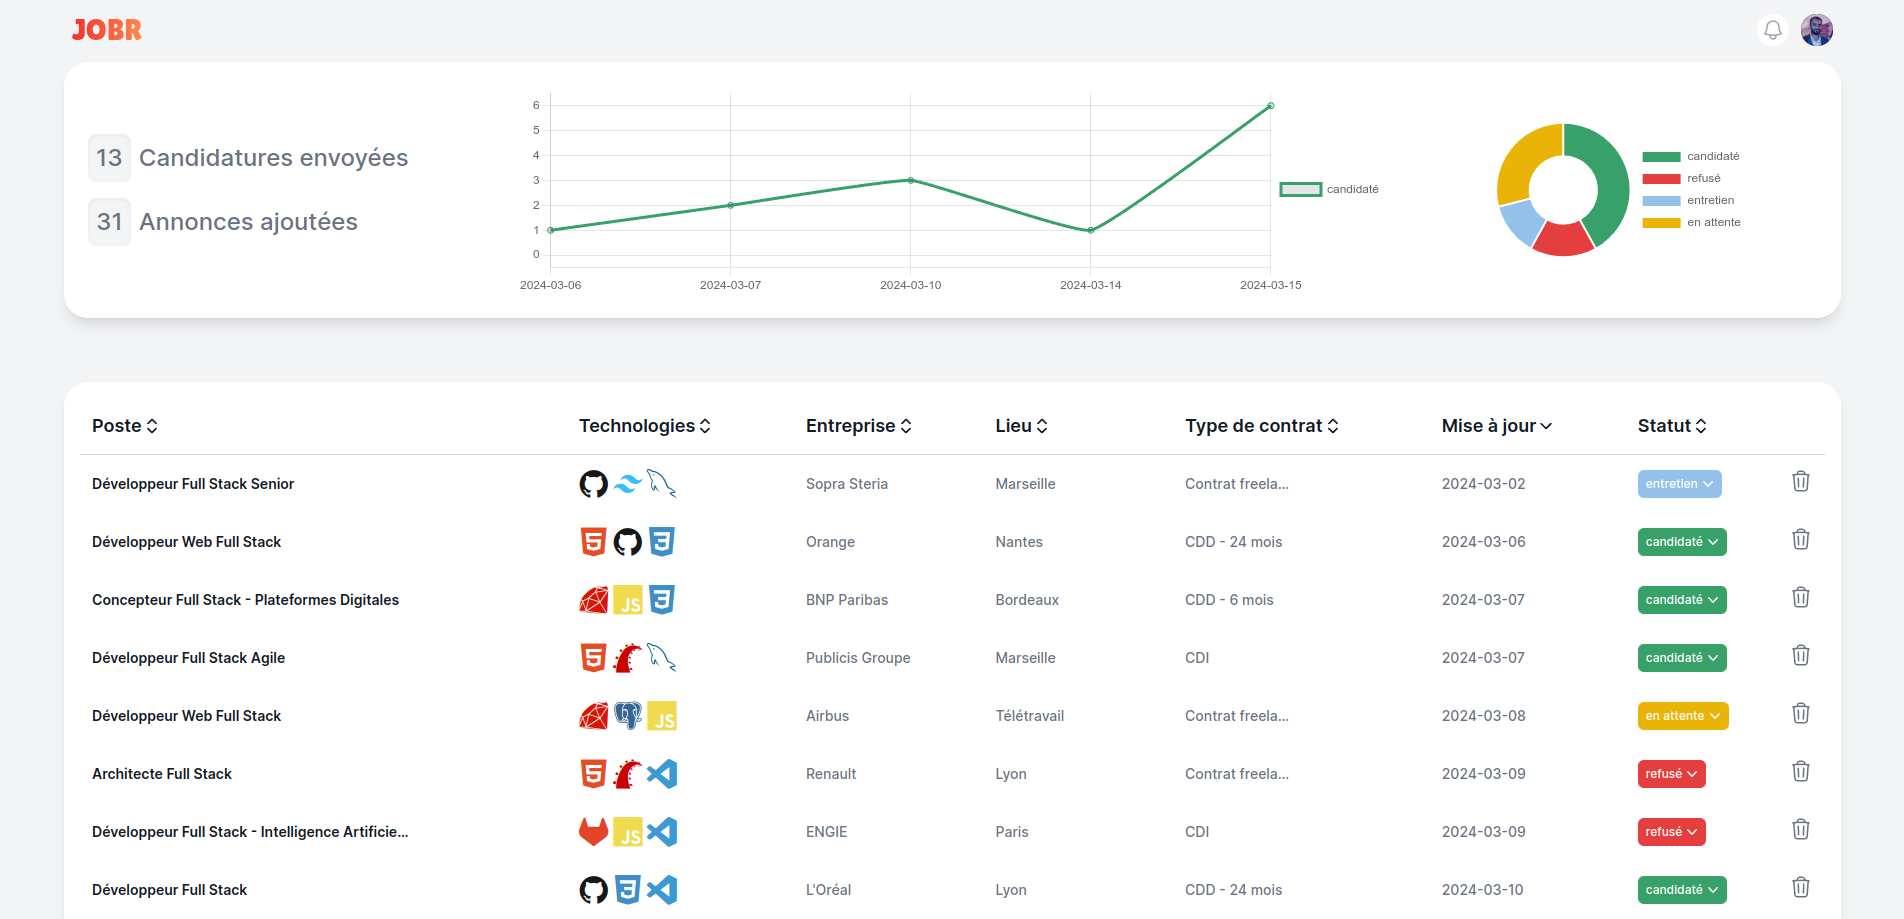 JOBR
13 Candidatures envoyées
31 Annonces ajoutées
6
5
4
3
2
1
0
2024-03-06 2024-03-07 2024-03-10 2024-03-14 2024-03-15
candidaté
candidaté
refusé
entretien
en attente
Poste Technologies Entreprise Lieu Type de contrat Mise à jour Statut
Développeur Full Stack Senior Sopra Steria Marseille Contrat freela... 2024-03-02 entretien
Développeur Web Full Stack 5 3 Orange Nantes CDD - 24 mois 2024-03-06 candidaté
Concepteur Full Stack - Plateformes Digitales JS 3 BNP Paribas Bordeaux CDD - 6 mois 2024-03-07 candidaté
Développeur Full Stack Agile 5 Publicis Groupe Marseille CDI 2024-03-07 candidaté
Développeur Web Full Stack JS Airbus Télétravail Contrat freela... 2024-03-08 en attente
Architecte Full Stack 5 Renault Lyon Contrat freela... 2024-03-09 refusé
Développeur Full Stack - Intelligence Artificie... JS ENGIE Paris CDI 2024-03-09 refusé
Développeur Full Stack 3 L'Oréal Lyon CDD - 24 mois 2024-03-10 candidaté